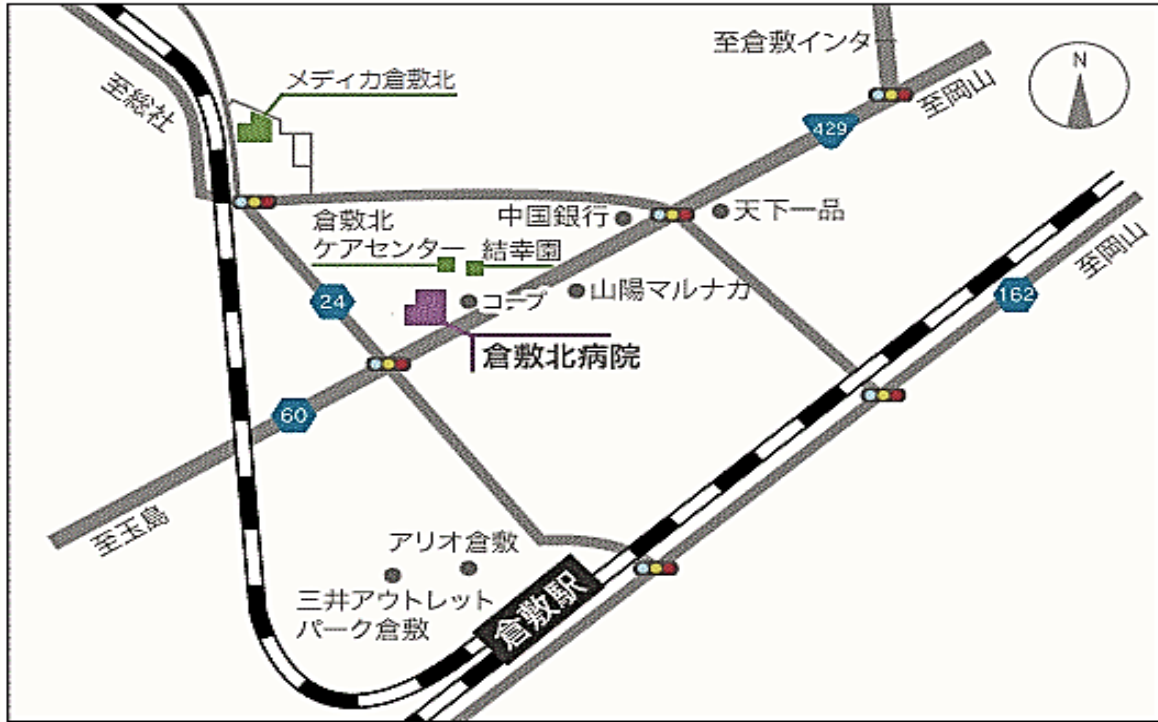 至倉敷インター
N
メディカ倉敷北
至総社
至岡山
429
倉敷北
ケアセンター
結幸園
中国銀行
天下一品
至岡山
24
コープ
山陽マルナカ
162
倉敷北病院
60
至玉島
アリオ倉敷
三井アウトレット
パーク倉敷
倉敷駅